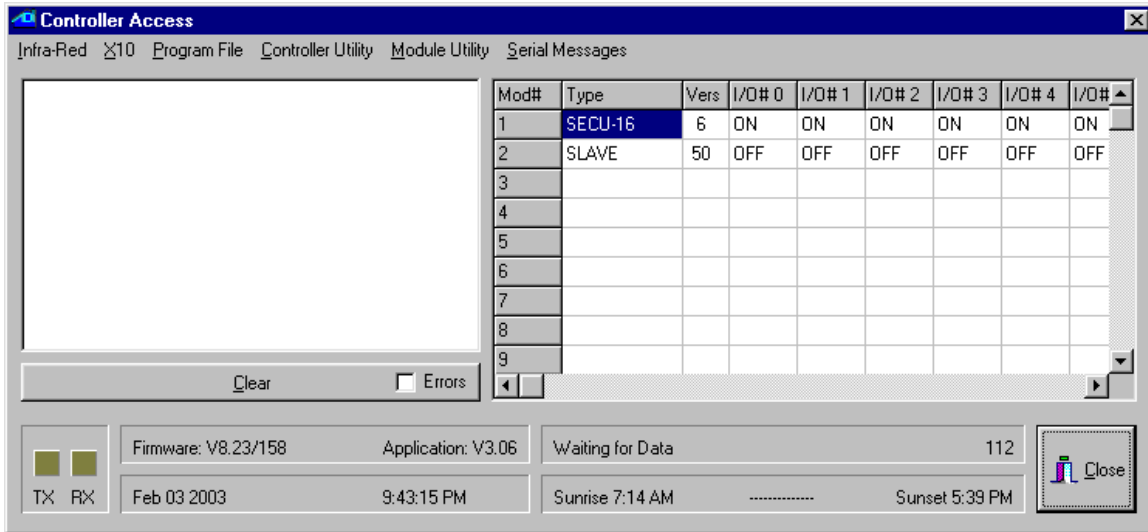 Controller Access
Infra-Red X10 Program File Controller Utility Module Utility Serial Messages
Mod# Type Vers I/O# 0 I/O# 1 I/O# 2 I/O# 3 I/O# 4 I/O#
1 SECU-16 6 ON ON ON ON ON ON
2 SLAVE 50 OFF OFF OFF OFF OFF OFF
3
4
5
6
7
8
9
Clear Errors
Firmware: V8.23/158 Application: V3.06 Waiting for Data 112
TX RX Feb 03 2003 9:43:15 PM Sunrise 7:14 AM -------------- Sunset 5:39 PM
Close